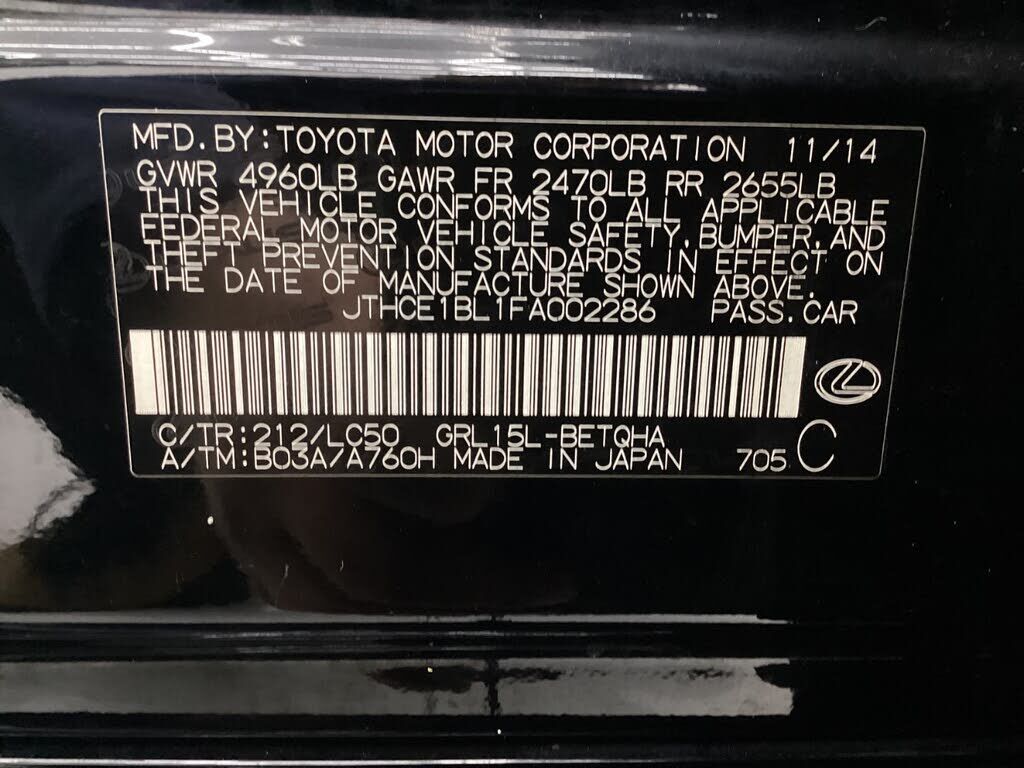 MFD.BY:TOYOTA MOTOR CORPORATION 11/14
GVWR 4960LB GAWR FR 2470LB RR 2655LB
THIS VEHICLE CONFORMS TO ALL APPLICABLE
FEDERAL MOTOR VEHICLE SAFETY,BUMPER,AND
THEFT PREVENTION STANDARDS IN EFFECT ON
THE DATE OF MANUFACTURE SHOWN ABOVE.
JTHCE1BL1FA002286 PASS.CAR
C/TR:212/LC50 GRL15L-BETQHA C
A/TM:B03A/A760H MADE IN JAPAN 705